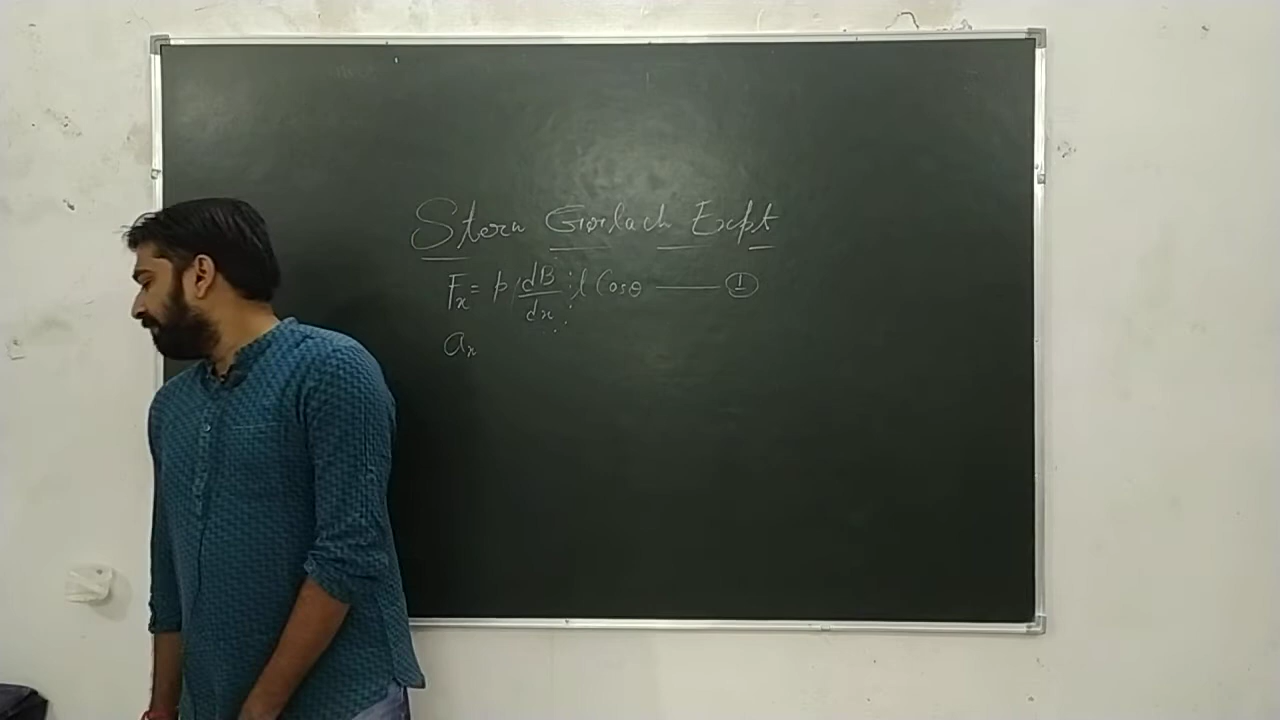 Stern Gerlach Expt
Fx = p dB/dx l Cosθ —— ①
ax